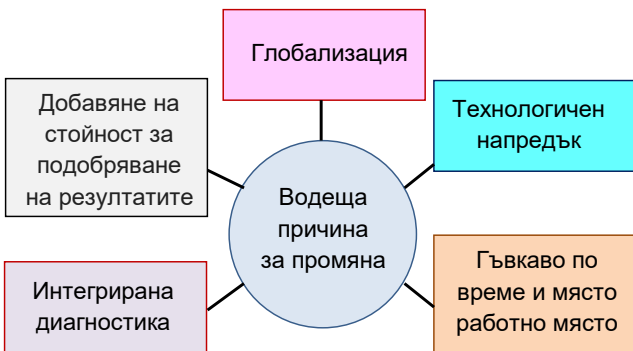 Глобализация
Добавяне на
стойност за
подобряване
на резултатите
Технологичен
напредък
Водеща
причина
за промяна
Интегрирана
диагностика
Гъвкаво по
време и място
работно място